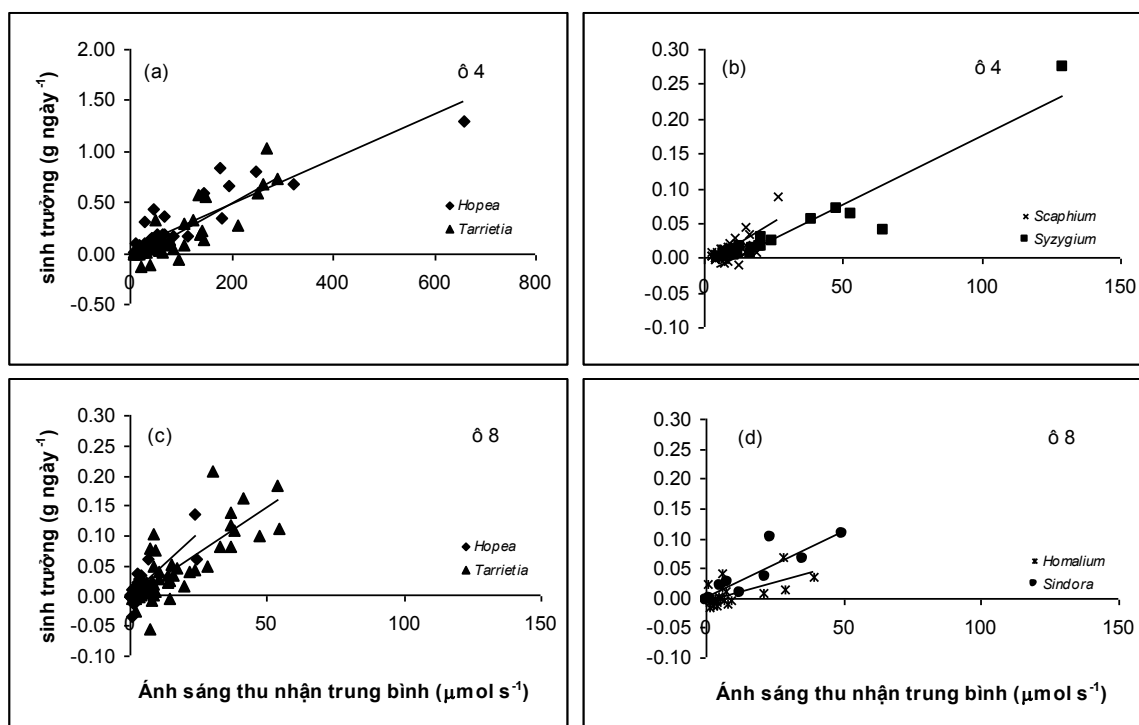 (a)
ô 4
sinh trưởng (g ngày⁻¹)
2.00
1.50
1.00
0.50
0.00
-0.50
0
200
400
600
800
Hopea
Tarrietia
(b)
ô 4
0.30
0.25
0.20
0.15
0.10
0.05
0.00
-0.05
-0.10
0
50
100
150
Scaphium
Syzygium
(c)
ô 8
sinh trưởng (g ngày⁻¹)
0.30
0.25
0.20
0.15
0.10
0.05
0.00
-0.05
-0.10
0
50
100
150
Hopea
Tarrietia
Ánh sáng thu nhận trung bình (μmol s⁻¹)
(d)
ô 8
0.30
0.25
0.20
0.15
0.10
0.05
0.00
-0.05
-0.10
0
50
100
150
Homalium
Sindora
Ánh sáng thu nhận trung bình (μmol s⁻¹)